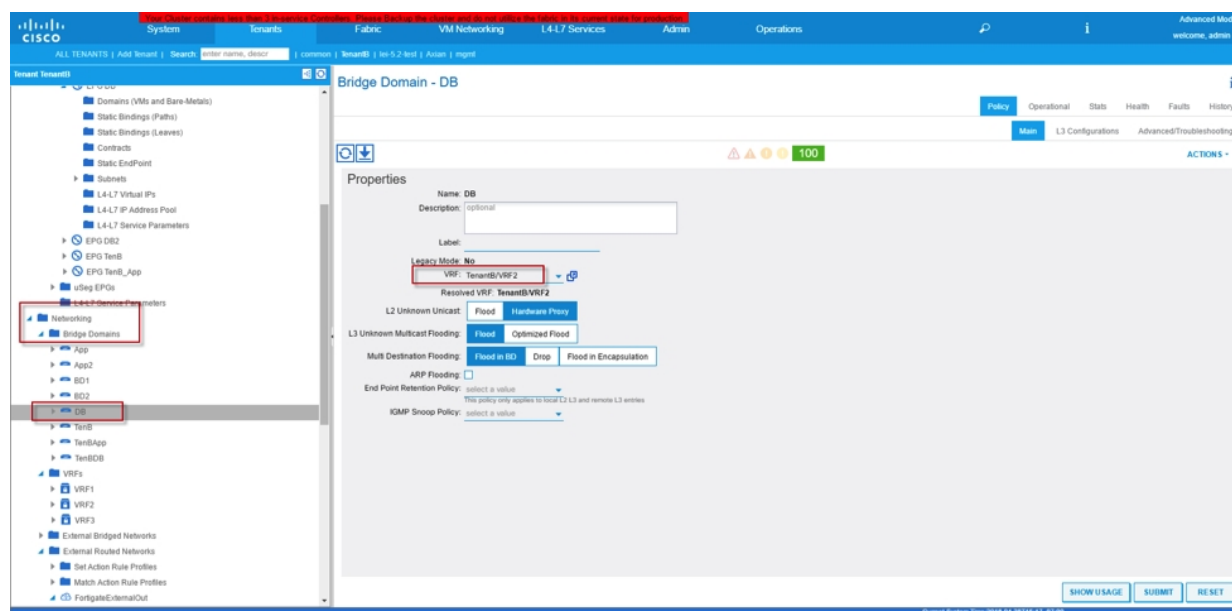 Your Cluster contains less than 3 in-service Controllers. Please Backup the cluster and do not utilize the fabric in its current state for production.
Advanced Mod
CISCO
System
Tenants
Fabric
VM Networking
L4-L7 Services
Admin
Operations
welcome, admin
ALL TENANTS | Add Tenant | Search: enter name, descr | common | TenantB | lei-5.2-test | Axian | mgmt
Tenant TenantB
EPG DB
Domains (VMs and Bare-Metals)
Static Bindings (Paths)
Static Bindings (Leaves)
Contracts
Static EndPoint
Subnets
L4-L7 Virtual IPs
L4-L7 IP Address Pool
L4-L7 Service Parameters
EPG DB2
EPG TenB
EPG TenB_App
uSeg EPGs
L4-L7 Service Parameters
Networking
Bridge Domains
App
App2
BD1
BD2
DB
TenB
TenBApp
TenBDB
VRFs
VRF1
VRF2
VRF3
External Bridged Networks
External Routed Networks
Set Action Rule Profiles
Match Action Rule Profiles
FortigateExternalOut
Bridge Domain - DB
Policy
Operational
Stats
Health
Faults
History
Main
L3 Configurations
Advanced/Troubleshooting
100
ACTIONS
Properties
Name: DB
Description: optional
Label:
Legacy Mode: No
VRF: TenantB/VRF2
Resolved VRF: TenantB/VRF2
L2 Unknown Unicast: Flood Hardware Proxy
L3 Unknown Multicast Flooding: Flood Optimized Flood
Multi Destination Flooding: Flood in BD Drop Flood in Encapsulation
ARP Flooding:
End Point Retention Policy: select a value
This policy only applies to local L2 L3 and remote L3 entries
IGMP Snoop Policy: select a value
SHOW USAGE
SUBMIT
RESET